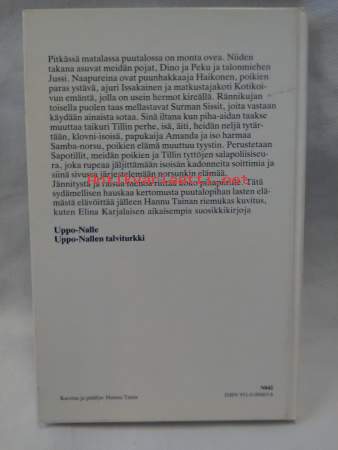 Pitkässä matalassa puutalossa on monta ovea. Niiden
takana asuvat meidän pojat, Dino ja Peku ja talonmiehen
Jussi. Naapureina ovat puunhakkaaja Haikonen, poikien
paras ystävä, ajuri Issakainen ja matkustajakoti Kotikoi-
vun emäntä, jolla on usein hermot kireällä. Rännikujan
toisella puolen taas mellastavat Surman Sissit, joita vastaan
käydään ainaista sotaa. Sinä iltana kun piha-aidan taakse
muuttaa taikuri Tillin perhe, isä, äiti, heidän neljä tytär-
tään, klovni-isoisä, papukaija Amanda ja iso harmaa
Samba-norsu, poikien elämä muuttuu tyystin. Perustetaan
Sapotillit, meidän poikien ja Tillin tyttöjen salapoliisiseu-
ra, joka rupeaa jäljittämään isoisän kadonneita soittimia ja
siinä sivussa järjestelemään norsunkin elämää.
Jännitystä ja raisua menoa riittää koko pihapiirille. Tätä
sydämellisen hauskaa kertomusta puutalopihan lasten elä-
mästä elävöittää jälleen Hannu Tainan riemukas kuvitus,
kuten Elina Karjalaisen aikaisempia suosikkikirjoja
Uppo-Nalle
Uppo-Nallen talviturkki
Kuvitus ja päällys Hannu Taina